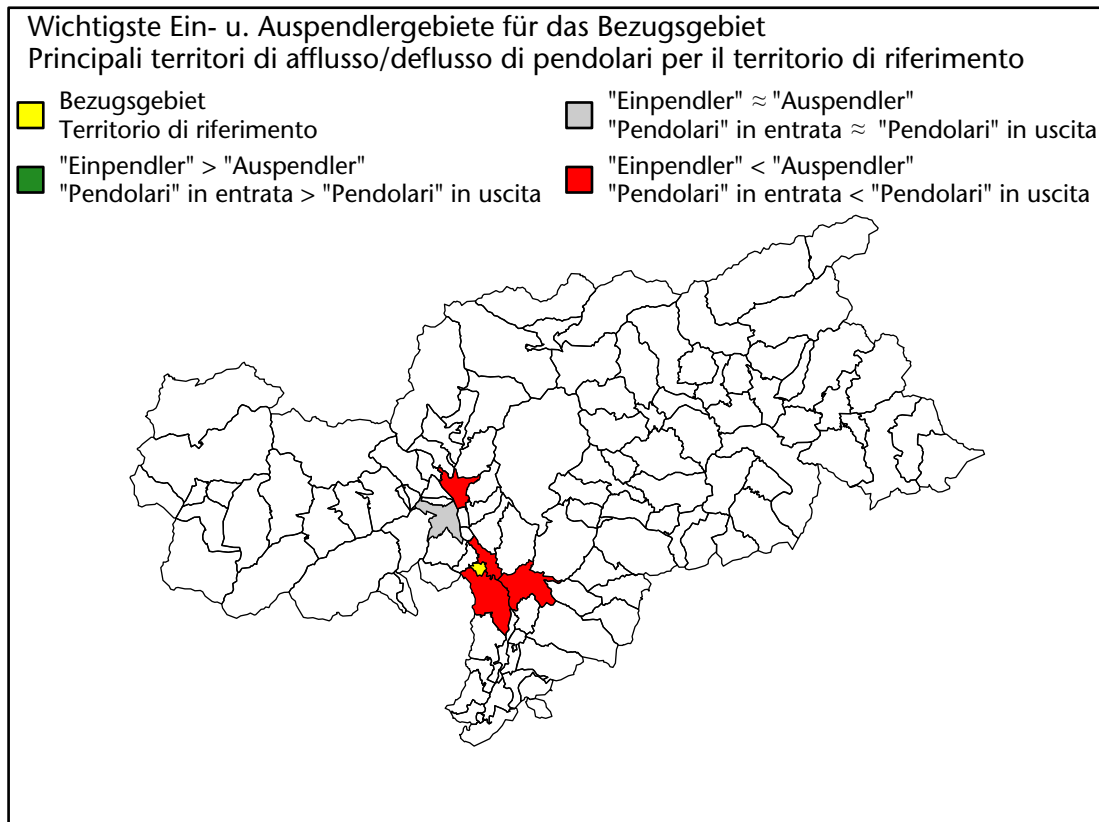 Wichtigste Ein- u. Auspendlergebiete für das Bezugsgebiet
Principali territori di afflusso/deflusso di pendolari per il territorio di riferimento
Bezugsgebiet
Territorio di riferimento
"Einpendler" > "Auspendler"
"Pendolari" in entrata > "Pendolari" in uscita
"Einpendler" ≈ "Auspendler"
"Pendolari" in entrata ≈ "Pendolari" in uscita
"Einpendler" < "Auspendler"
"Pendolari" in entrata < "Pendolari" in uscita